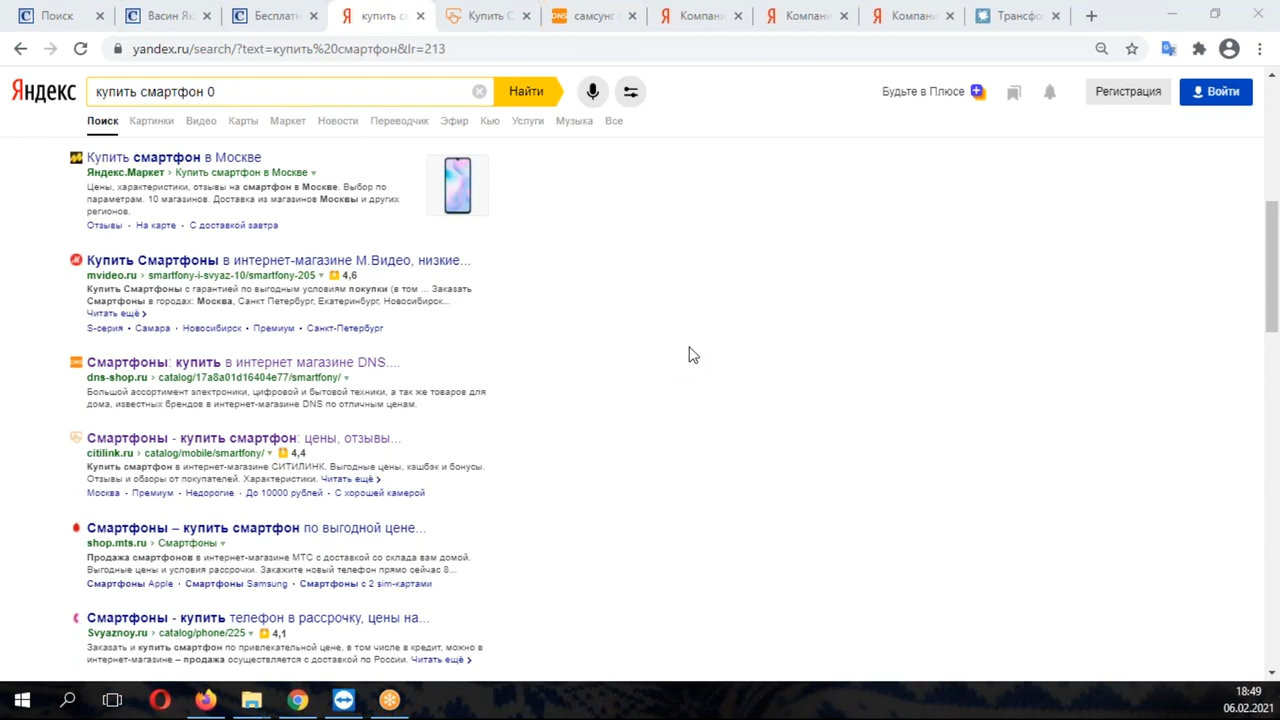 Поиск
Васин Як
Бесплатн
купить см
Купить С
самсунг
Компани
Компани
Компани
Трансфо
yandex.ru/search/?text=купить%20смартфон&lr=213
Яндекс
купить смартфон 0
Найти
Будьте в Плюсе
Регистрация
Войти
Поиск Картинки Видео Карты Маркет Новости Переводчик Эфир Кью Услуги Музыка Все
Купить смартфон в Москве
Яндекс.Маркет › Купить смартфон в Москве
Цены, характеристики, отзывы на смартфон в Москве. Выбор по
параметрам. 10 магазинов. Доставка из магазинов Москвы и других
регионов.
Отзывы · На карте · С доставкой завтра
Купить Смартфоны в интернет-магазине М.Видео, низкие...
mvideo.ru › smartfony-i-svyaz-10/smartfony-205 4,6
Купить Смартфоны с гарантией по выгодным условиям покупки (в том ... Заказать
Смартфоны в городах: Москва, Санкт Петербург, Екатеринбург, Новосибирск...
Читать ещё ›
S-серия · Самара · Новосибирск · Премиум · Санкт-Петербург
DNS
Смартфоны: купить в интернет магазине DNS....
dns-shop.ru › catalog/17a8a01d16404e77/smartfony/
Большой ассортимент электроники, цифровой и бытовой техники, а так же товаров для
дома, известных брендов в интернет-магазине DNS по отличным ценам.
Смартфоны - купить смартфон: цены, отзывы...
citilink.ru › catalog/mobile/smartfony/ 4,4
Купить смартфон в интернет-магазине СИТИЛИНК. Выгодные цены, кэшбэк и бонусы.
Отзывы и обзоры от покупателей. Характеристики. Читать ещё ›
Москва · Премиум · Недорогие · До 10000 рублей · С хорошей камерой
Смартфоны – купить смартфон по выгодной цене...
shop.mts.ru › Смартфоны
Продажа смартфонов в интернет-магазине МТС с доставкой со склада вам домой.
Выгодные цены и условия рассрочки. Закажите новый телефон прямо сейчас 8...
Смартфоны Apple · Смартфоны Samsung · Смартфоны с 2 sim-картами
Смартфоны - купить телефон в рассрочку, цены на...
Svyaznoy.ru › catalog/phone/225 4,1
Заказать и купить смартфон по привлекательной цене, в том числе в кредит, можно в
интернет-магазине – продажа осуществляется с доставкой по России. Читать ещё ›
18:49
06.02.2021